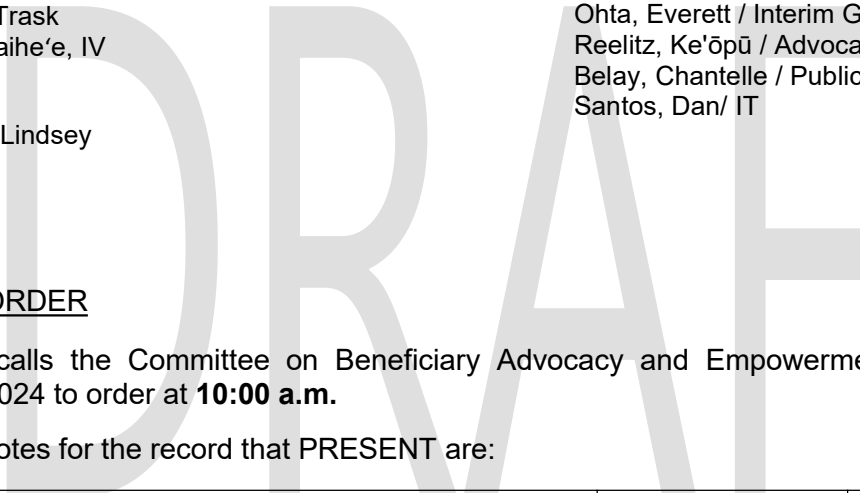 Trask
aiheʻe, IV
Lindsey
Ohta, Everett / Interim G
Reelitz, Ke'ōpū / Advoca
Belay, Chantelle / Public
Santos, Dan/ IT
ORDER
calls the Committee on Beneficiary Advocacy and Empowerme
024 to order at 10:00 a.m.
otes for the record that PRESENT are:
DRAF